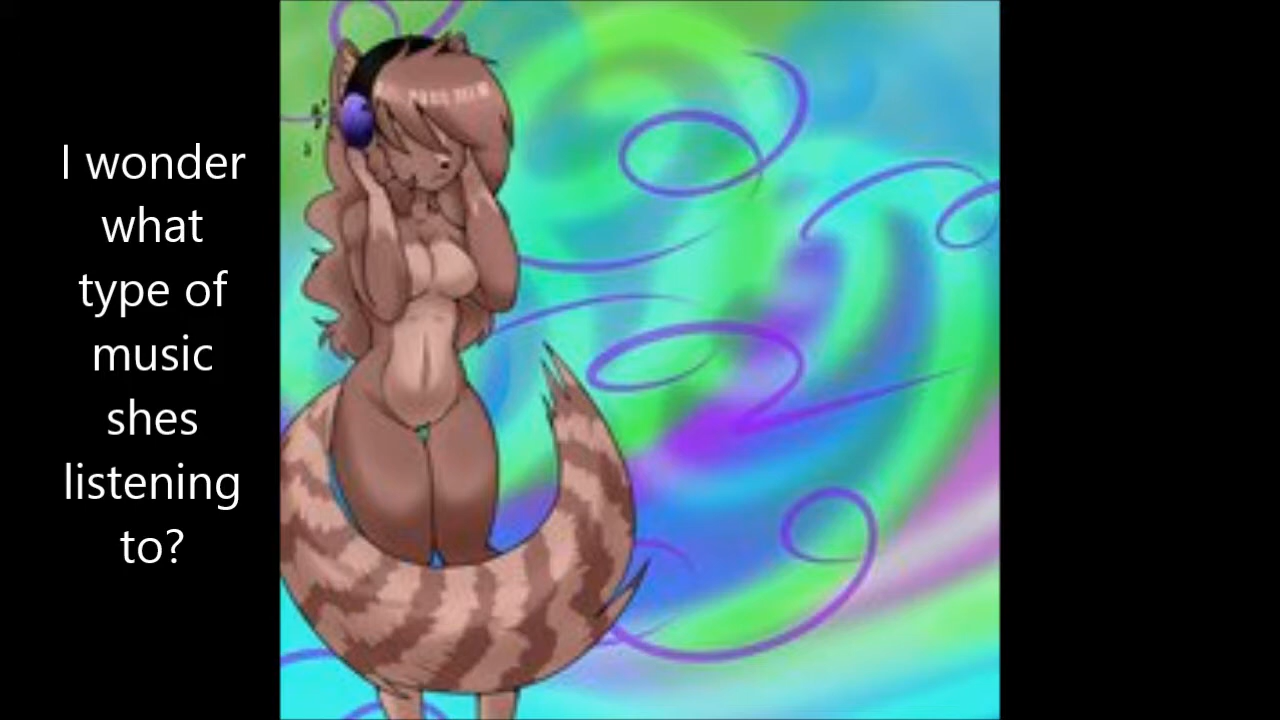 I wonder
what
type of
music
shes
listening
to?